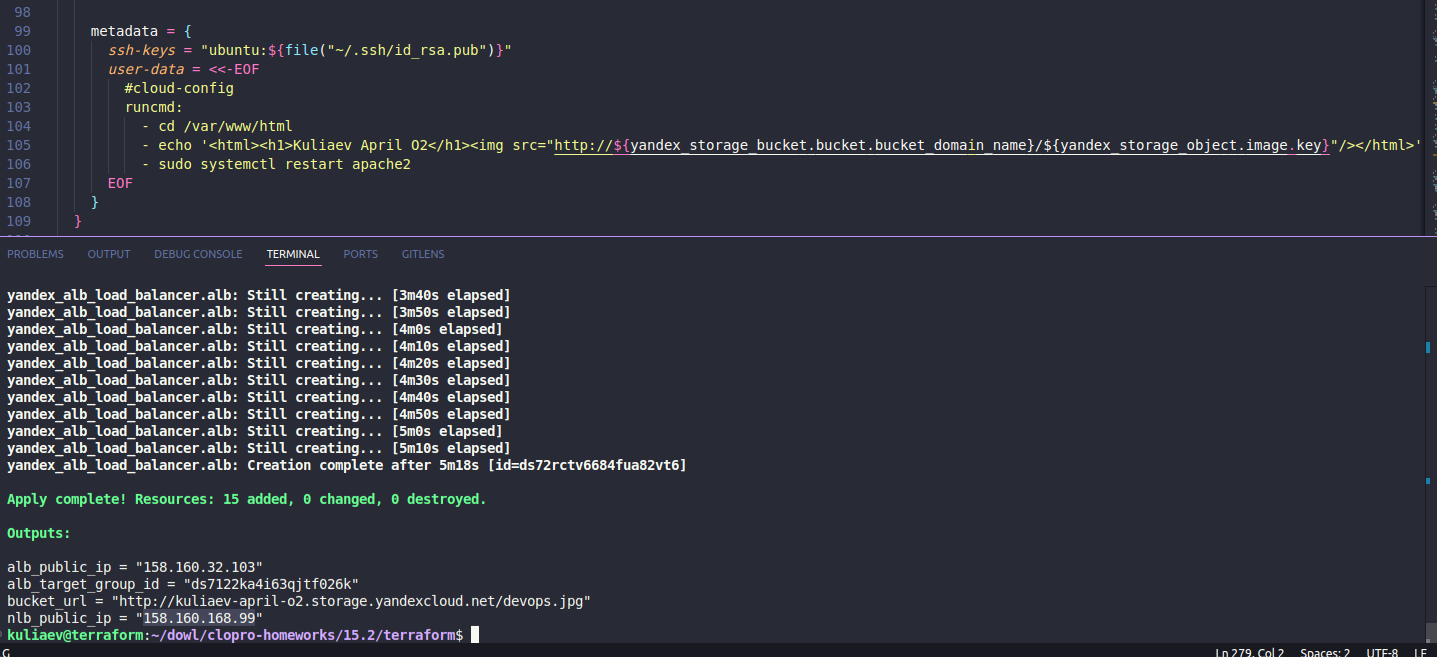 98
99 metadata = {
100 ssh-keys = "ubuntu:${file("~/.ssh/id_rsa.pub")}"
101 user-data = <<-EOF
102 #cloud-config
103 runcmd:
104 - cd /var/www/html
105 - echo '<html><h1>Kuliaev April O2</h1><img src="http://${yandex_storage_bucket.bucket.bucket_domain_name}/${yandex_storage_object.image.key}"/></html>'
106 - sudo systemctl restart apache2
107 EOF
108 }
109 }
PROBLEMS OUTPUT DEBUG CONSOLE TERMINAL PORTS GITLENS
yandex_alb_load_balancer.alb: Still creating... [3m40s elapsed]
yandex_alb_load_balancer.alb: Still creating... [3m50s elapsed]
yandex_alb_load_balancer.alb: Still creating... [4m0s elapsed]
yandex_alb_load_balancer.alb: Still creating... [4m10s elapsed]
yandex_alb_load_balancer.alb: Still creating... [4m20s elapsed]
yandex_alb_load_balancer.alb: Still creating... [4m30s elapsed]
yandex_alb_load_balancer.alb: Still creating... [4m40s elapsed]
yandex_alb_load_balancer.alb: Still creating... [4m50s elapsed]
yandex_alb_load_balancer.alb: Still creating... [5m0s elapsed]
yandex_alb_load_balancer.alb: Still creating... [5m10s elapsed]
yandex_alb_load_balancer.alb: Creation complete after 5m18s [id=ds72rctv6684fua82vt6]
Apply complete! Resources: 15 added, 0 changed, 0 destroyed.
Outputs:
alb_public_ip = "158.160.32.103"
alb_target_group_id = "ds7122ka4i63qjtf026k"
bucket_url = "http://kuliaev-april-o2.storage.yandexcloud.net/devops.jpg"
nlb_public_ip = "158.160.168.99"
kuliaev@terraform:~/dowl/clopro-homeworks/15.2/terraform$
G Ln 279, Col 2 Spaces: 2 UTF-8 LF